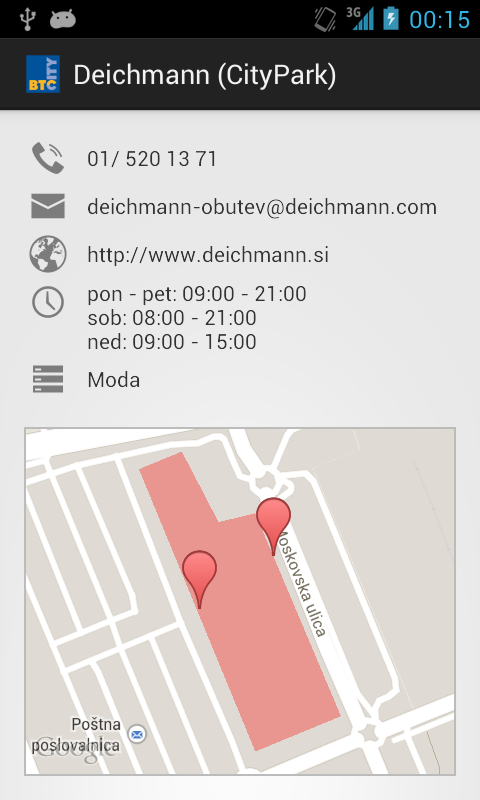 3G
00:15
BTC CITY
Deichmann (CityPark)
01/ 520 13 71
deichmann-obutev@deichmann.com
http://www.deichmann.si
pon - pet: 09:00 - 21:00
sob: 08:00 - 21:00
ned: 09:00 - 15:00
Moda
Moskovska ulica
Poštna
poslovalnica
Google